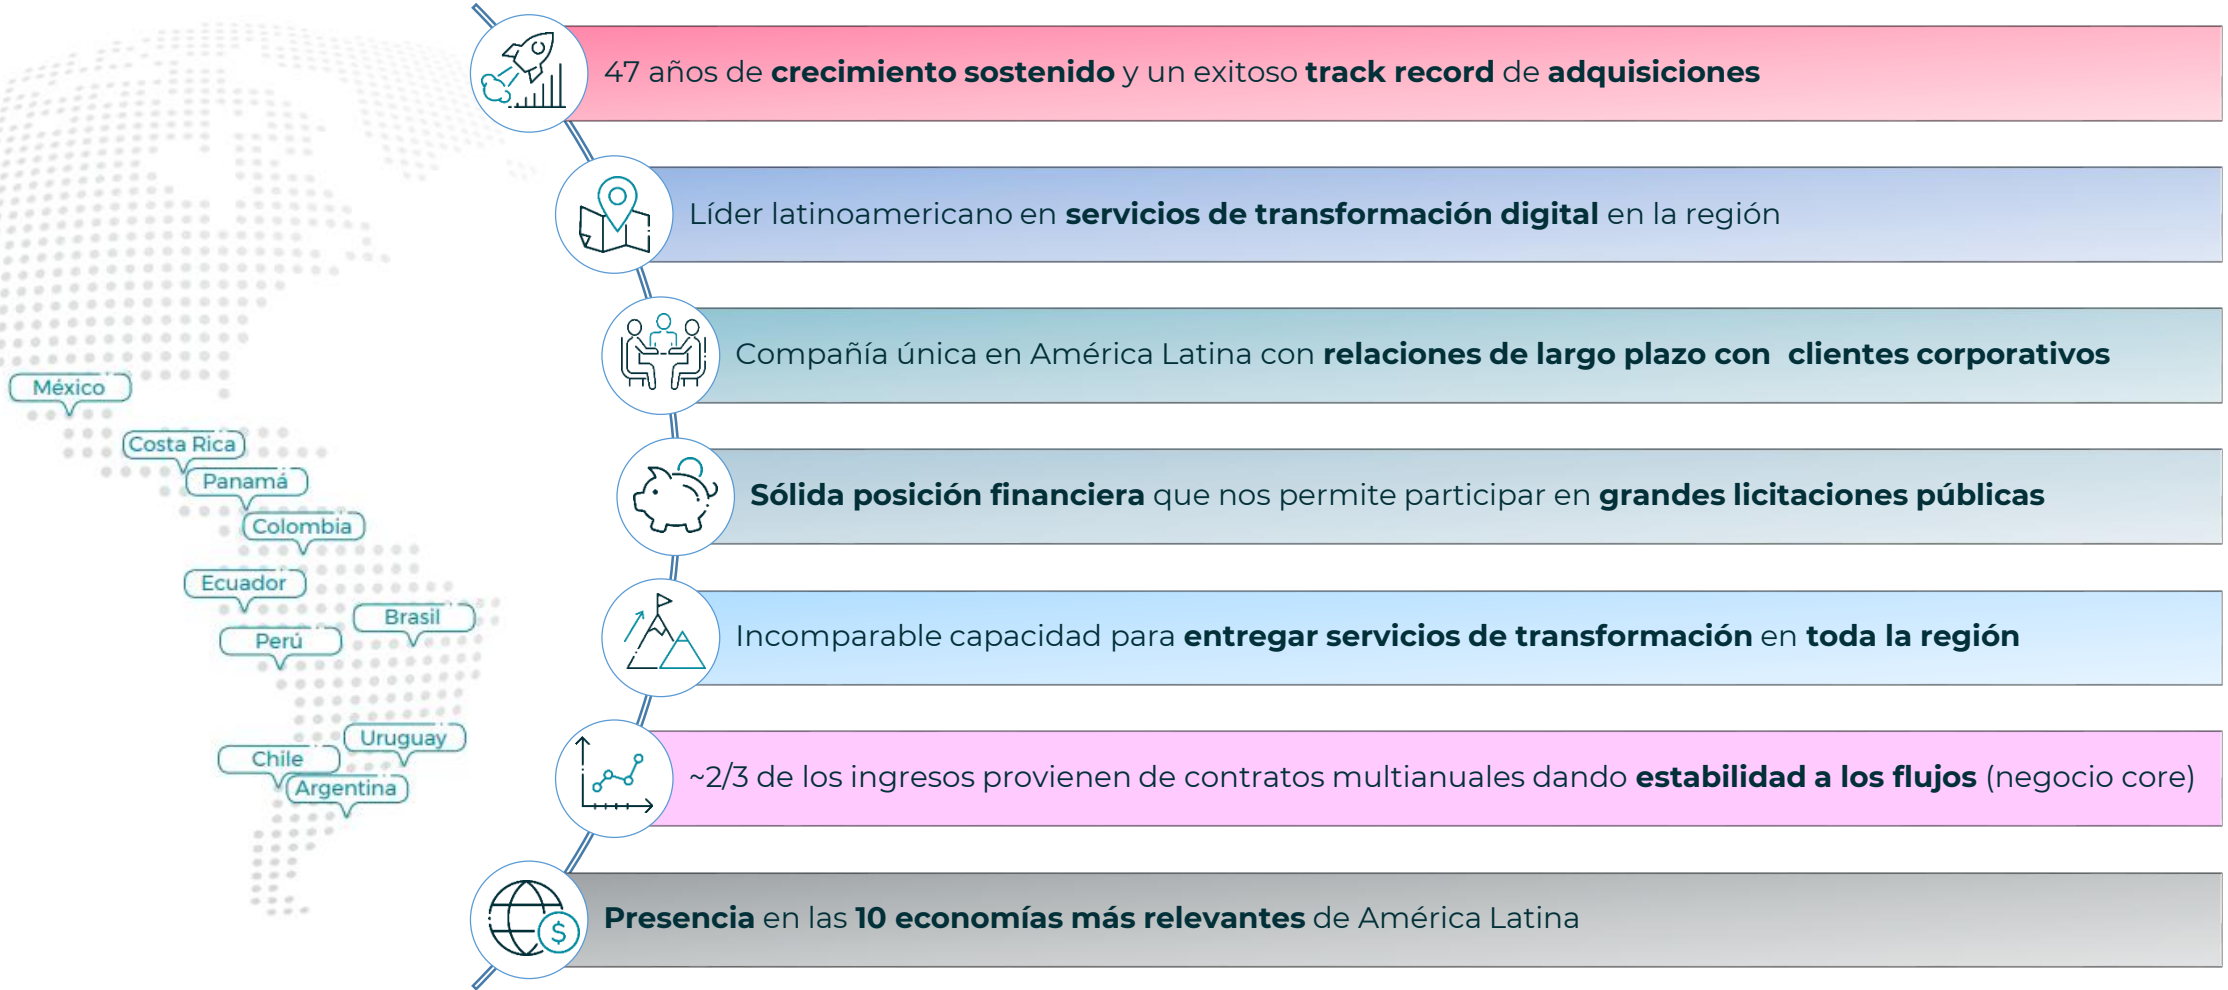 47 años de crecimiento sostenido y un exitoso track record de adquisiciones
Líder latinoamericano en servicios de transformación digital en la región
Compañía única en América Latina con relaciones de largo plazo con  clientes corporativos
Sólida posición financiera que nos permite participar en grandes licitaciones públicas
Incomparable capacidad para entregar servicios de transformación en toda la región
~2/3 de los ingresos provienen de contratos multianuales dando estabilidad a los flujos (negocio core)
$
Presencia en las 10 economías más relevantes de América Latina
México
Costa Rica
Panamá
Colombia
Ecuador
Brasil
Perú
Uruguay
Chile
Argentina